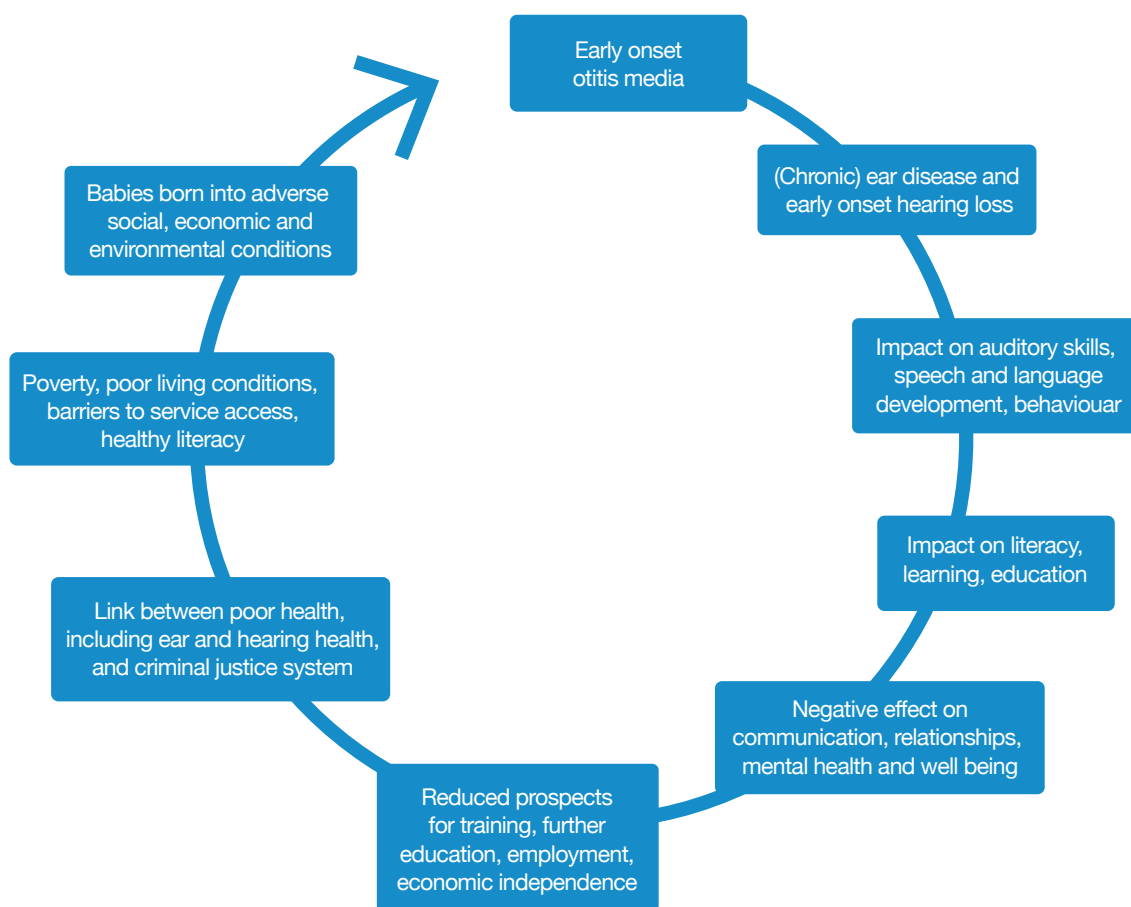 Early onset
otitis media
(Chronic) ear disease and
early onset hearing loss
Impact on auditory skills,
speech and language
development, behaviouar
Impact on literacy,
learning, education
Negative effect on
communication, relationships,
mental health and well being
Reduced prospects
for training, further
education, employment,
economic independence
Link between poor health,
including ear and hearing health,
and criminal justice system
Poverty, poor living conditions,
barriers to service access,
healthy literacy
Babies born into adverse
social, economic and
environmental conditions